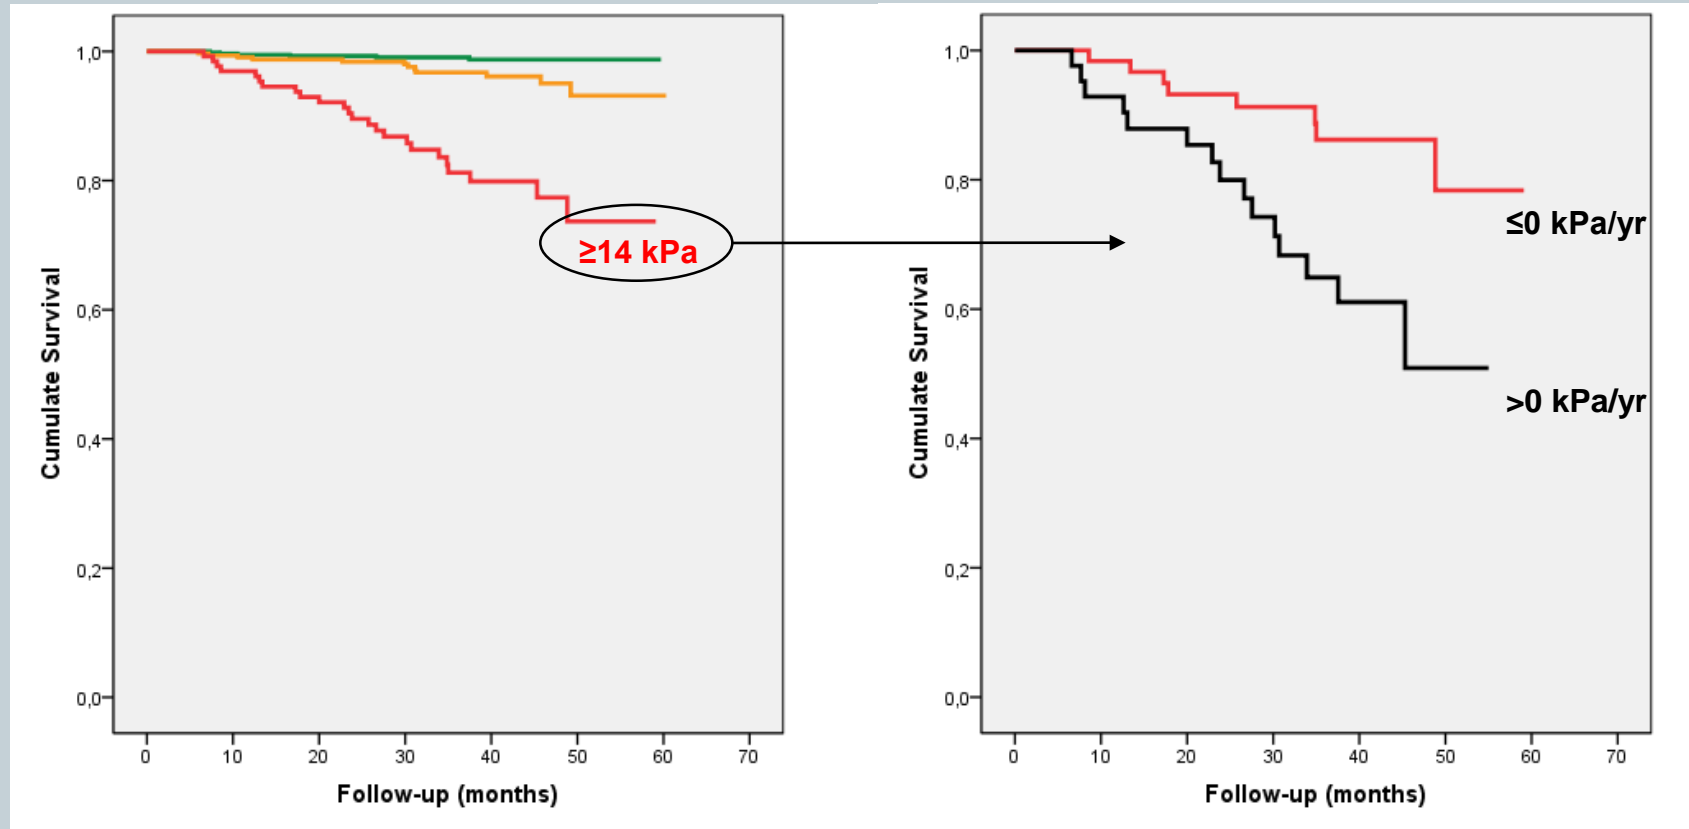 1,0
0,8
0,6
0,4
0,2
0,0
Cumulate Survival
≥14 kPa
0 10 20 30 40 50 60 70
Follow-up (months)
1,0
0,8
0,6
0,4
0,2
0,0
Cumulate Survival
≤0 kPa/yr
>0 kPa/yr
0 10 20 30 40 50 60 70
Follow-up (months)